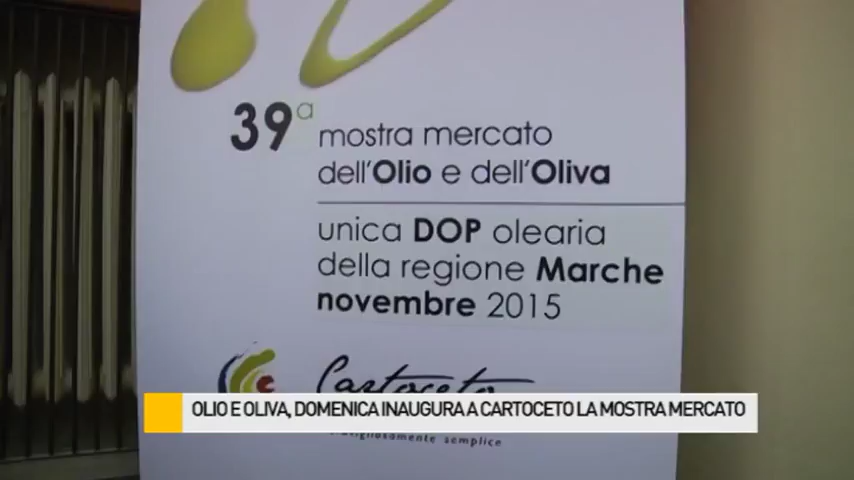 39ª mostra mercato
dell'Olio e dell'Oliva
unica DOP olearia
della regione Marche
novembre 2015
Cartoceto
OLIO E OLIVA, DOMENICA INAUGURA A CARTOCETO LA MOSTRA MERCATO
semplice